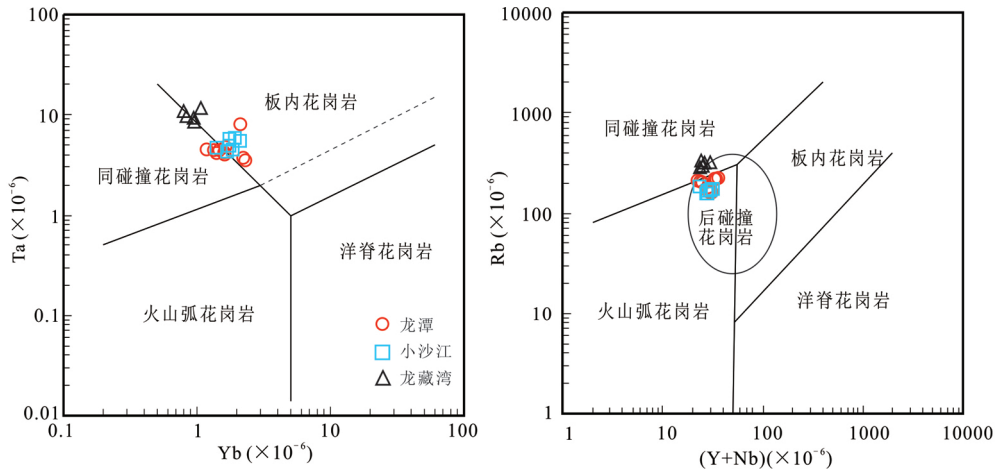 100
10
1
0.1
0.01
0.1
1
10
100
Ta(×10⁻⁶)
Yb(×10⁻⁶)
板内花岗岩
同碰撞花岗岩
洋脊花岗岩
火山弧花岗岩
龙潭
小沙江
龙藏湾
10000
1000
100
10
1
1
10
100
1000
10000
Rb(×10⁻⁶)
(Y+Nb)(×10⁻⁶)
同碰撞花岗岩
板内花岗岩
后碰撞
花岗岩
火山弧花岗岩
洋脊花岗岩